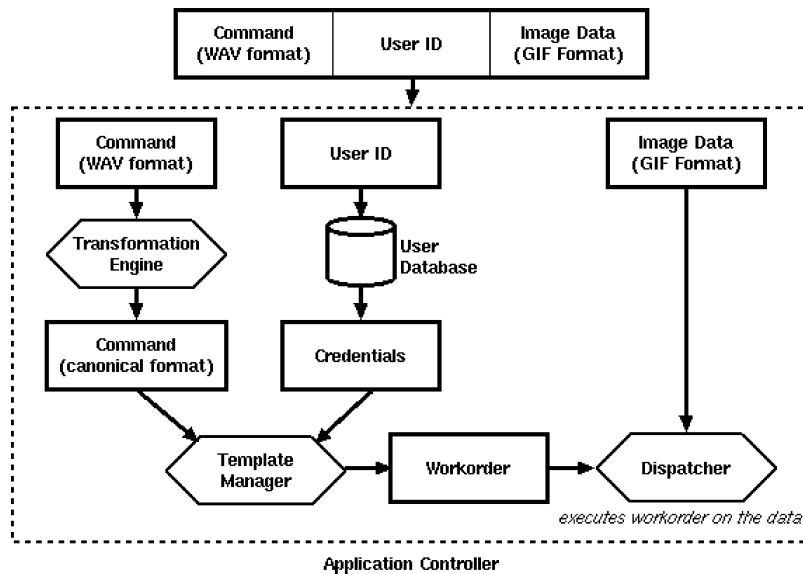 Command
(WAV format)
User ID
Image Data
(GIF Format)
Command
(WAV format)
User ID
Image Data
(GIF Format)
Transformation
Engine
User
Database
Command
(canonical format)
Credentials
Template
Manager
Workorder
Dispatcher
executes workorder on the data
Application Controller